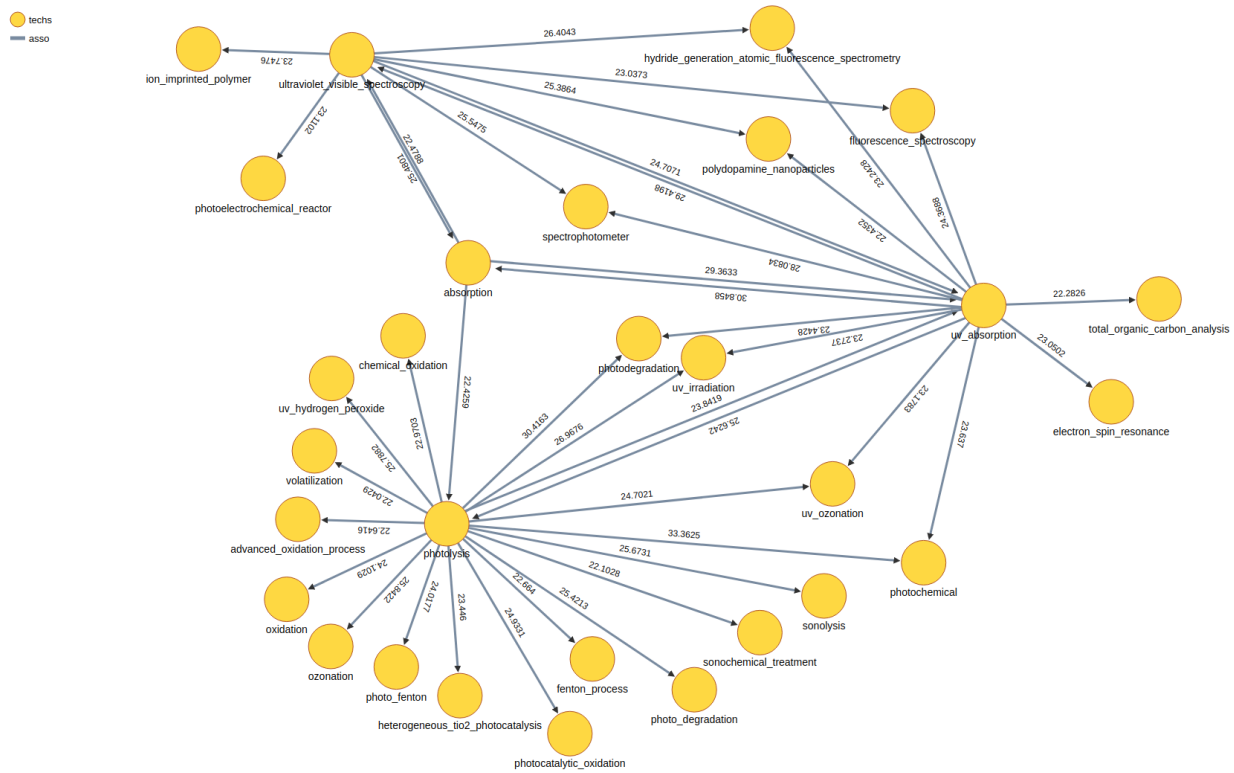 techs
asso
26.4043
hydride_generation_atomic_fluorescence_spectrometry
23.7476
ion_imprinted_polymer
ultraviolet_visible_spectroscopy
23.0373
25.3864
23.1102
25.5475
fluorescence_spectroscopy
22.4788
25.4801
polydopamine_nanoparticles
23.2428
24.7071
29.4198
photoelectrochemical_reactor
24.3688
22.4352
spectrophotometer
28.0834
29.3633
30.8458
absorption
22.2826
total_organic_carbon_analysis
uv_absorption
23.4428
23.2737
23.0502
chemical_oxidation
photodegradation
uv_irradiation
22.4259
23.8419
25.6242
23.1783
uv_hydrogen_peroxide
22.9703
30.4163
26.9676
23.637
electron_spin_resonance
25.7882
volatilization
22.0429
24.7021
uv_ozonation
22.6416
advanced_oxidation_process
photolysis
33.3625
25.6731
22.1028
24.1029
25.8422
24.0177
23.446
22.664
25.4213
24.9331
photochemical
oxidation
sonolysis
ozonation
sonochemical_treatment
photo_fenton
fenton_process
heterogeneous_tio2_photocatalysis
photo_degradation
photocatalytic_oxidation